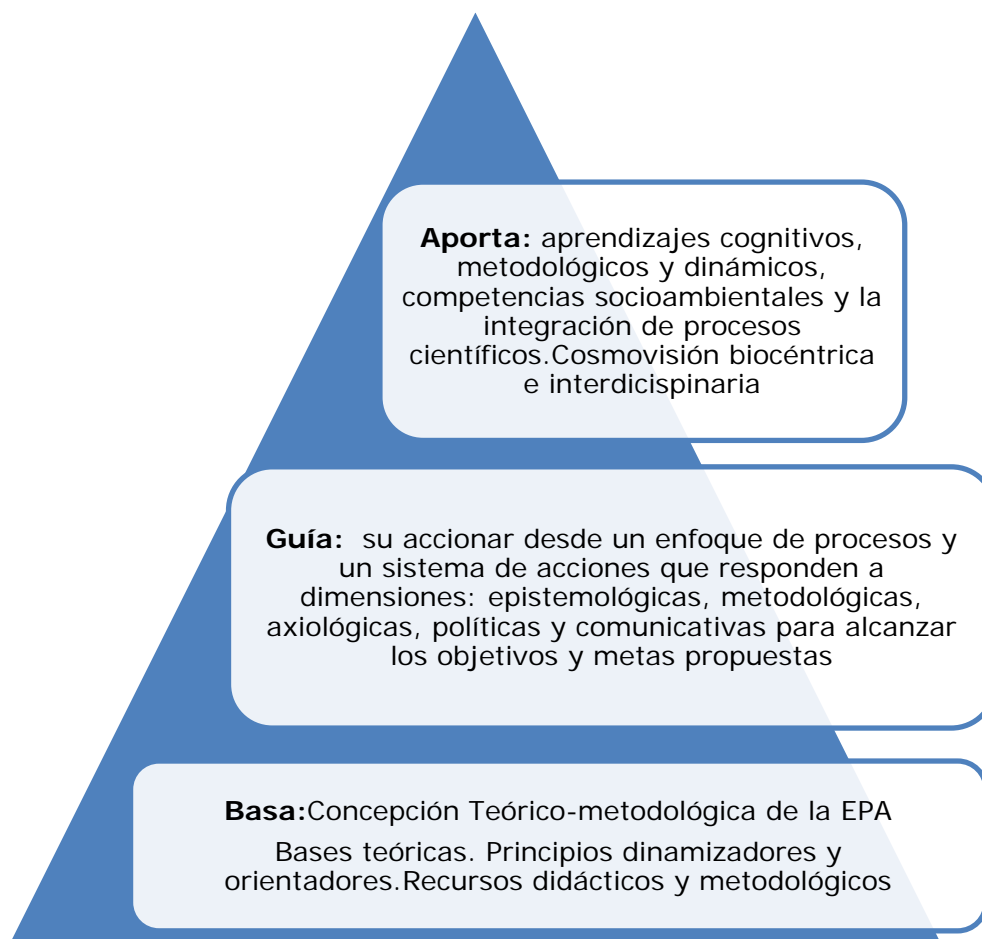 Aporta: aprendizajes cognitivos,
metodológicos y dinámicos,
competencias socioambientales y la
integración de procesos
científicos.Cosmovisión biocéntrica
e interdicispinaria
Guía: su accionar desde un enfoque de procesos y
un sistema de acciones que responden a
dimensiones: epistemológicas, metodológicas,
axiológicas, políticas y comunicativas para alcanzar
los objetivos y metas propuestas
Basa:Concepción Teórico-metodológica de la EPA
Bases teóricas. Principios dinamizadores y
orientadores.Recursos didácticos y metodológicos